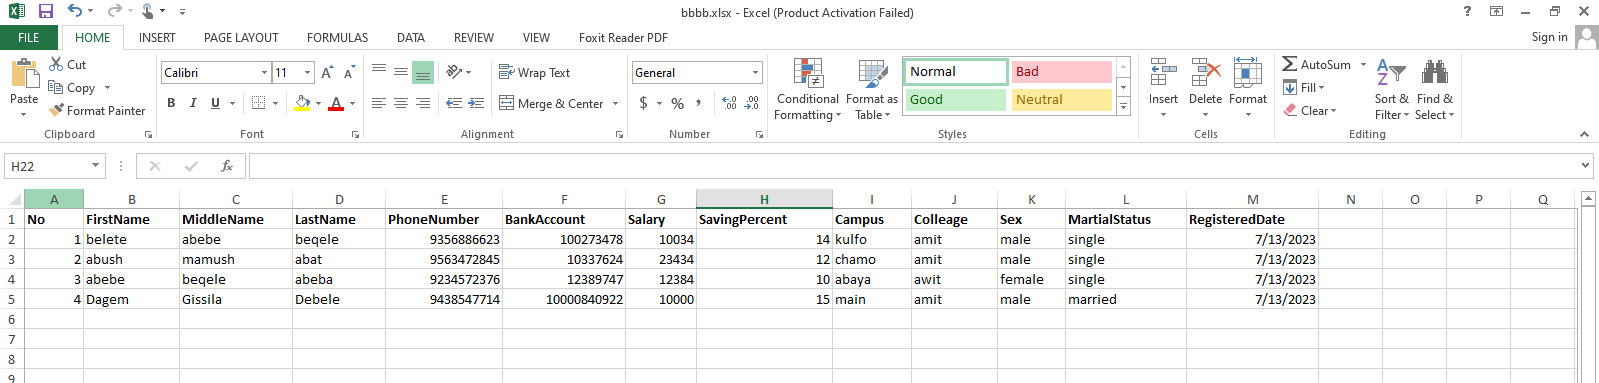 bbbb.xlsx - Excel (Product Activation Failed)
FILE HOME INSERT PAGE LAYOUT FORMULAS DATA REVIEW VIEW Foxit Reader PDF Sign in
Paste Cut Copy Format Painter
Clipboard
Calibri 11
B I U A
Font
Wrap Text
Merge & Center
Alignment
General
$ % , .0 .00
Number
Conditional Formatting Format as Table
Normal Bad
Good Neutral
Styles
Insert Delete Format
Cells
AutoSum
Fill
Clear
Sort & Filter Find & Select
Editing
H22 fx
A B C D E F G H I J K L M N O P Q
1 No FirstName MiddleName LastName PhoneNumber BankAccount Salary SavingPercent Campus Colleage Sex MartialStatus RegisteredDate
2 1 belete abebe beqele 9356886623 100273478 10034 14 kulfo amit male single 7/13/2023
3 2 abush mamush abat 9563472845 10337624 23434 12 chamo amit male single 7/13/2023
4 3 abebe beqele abeba 9234572376 12389747 12384 10 abaya awit female single 7/13/2023
5 4 Dagem Gissila Debele 9438547714 10000840922 10000 15 main amit male married 7/13/2023
6
7
8
9